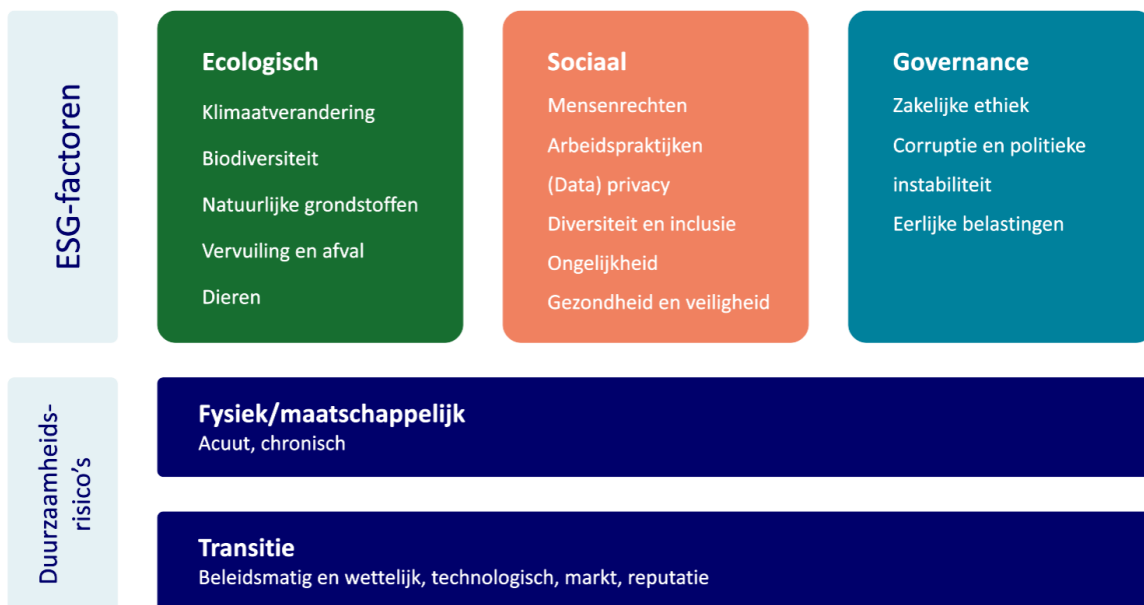 ESG-factoren
Ecologisch
Klimaatverandering
Biodiversiteit
Natuurlijke grondstoffen
Vervuiling en afval
Dieren
Sociaal
Mensenrechten
Arbeidspraktijken
(Data) privacy
Diversiteit en inclusie
Ongelijkheid
Gezondheid en veiligheid
Governance
Zakelijke ethiek
Corruptie en politieke
instabiliteit
Eerlijke belastingen
Duurzaamheids-
risico's
Fysiek/maatschappelijk
Acuut, chronisch
Transitie
Beleidsmatig en wettelijk, technologisch, markt, reputatie